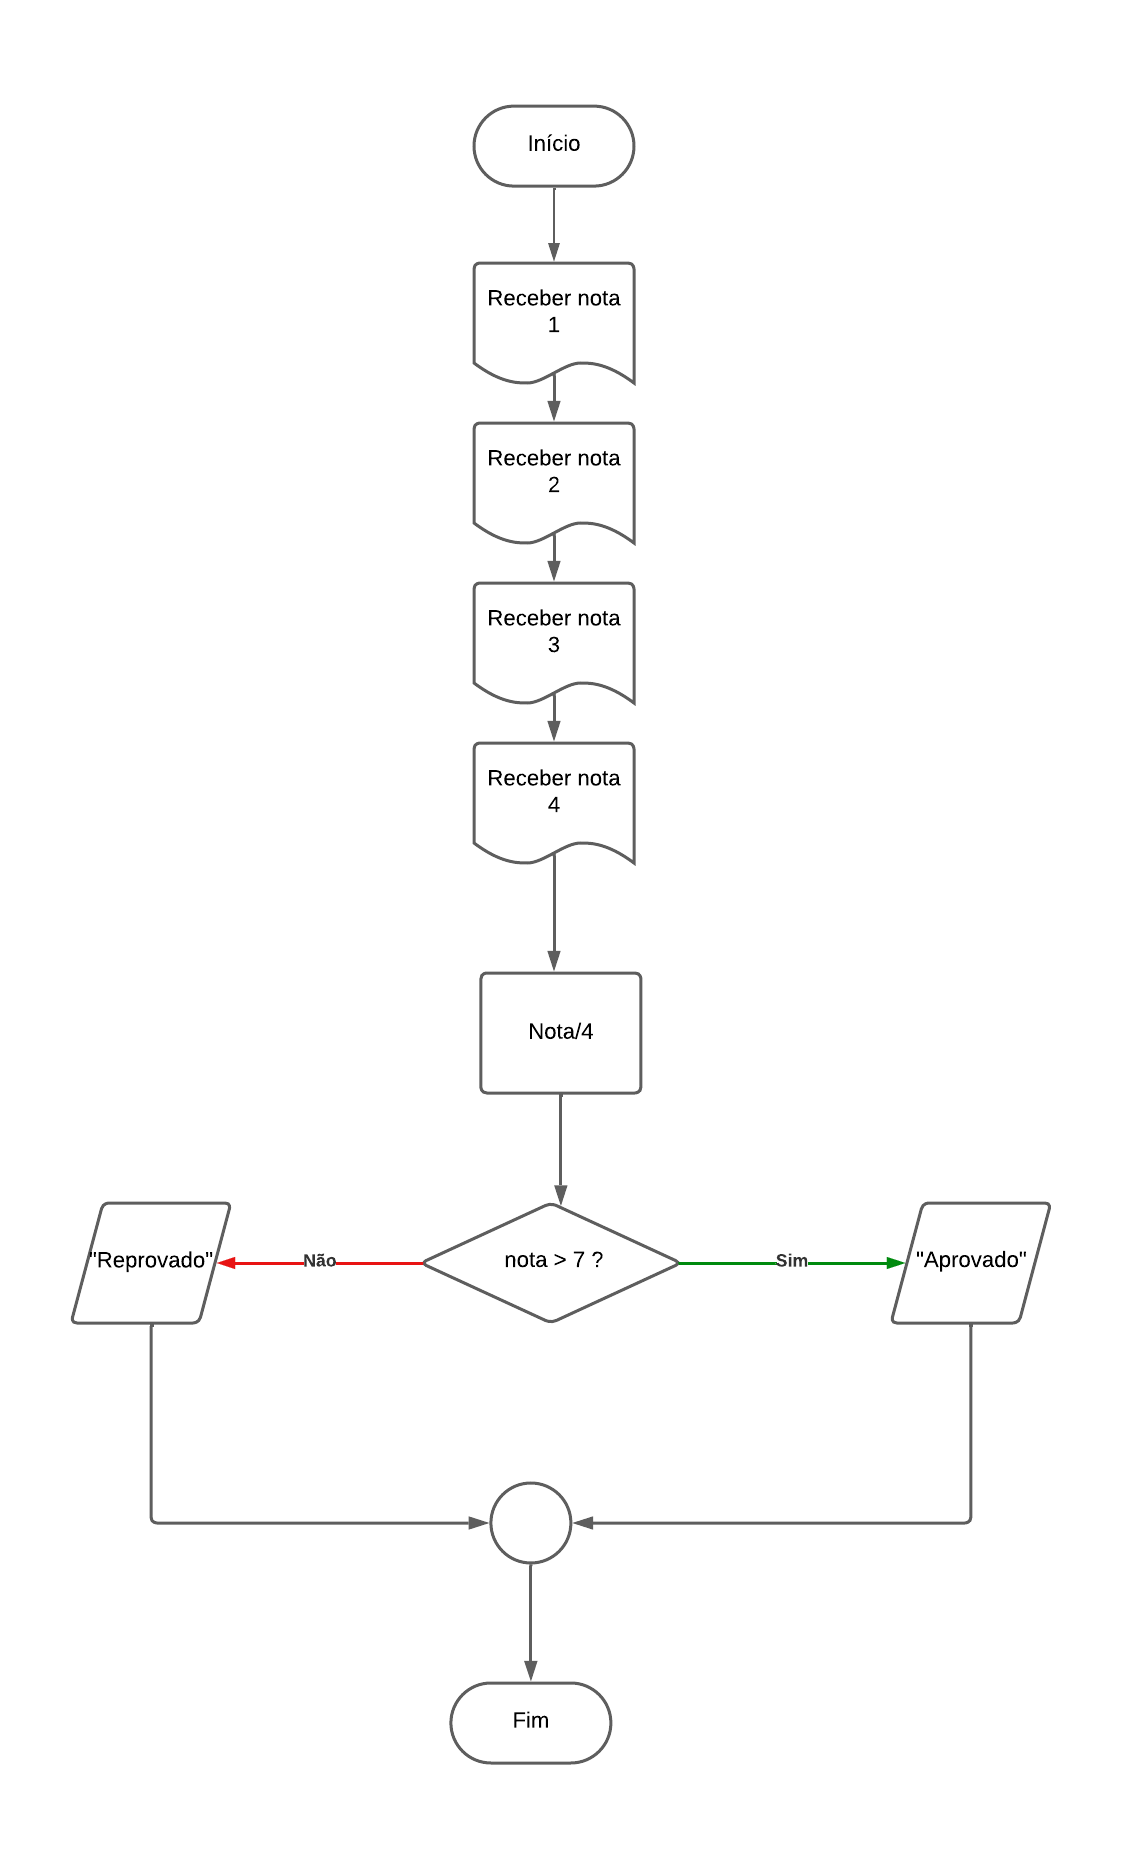 Início
Receber nota
1
Receber nota
2
Receber nota
3
Receber nota
4
Nota/4
"Reprovado"
Não
nota > 7 ?
Sim
"Aprovado"
Fim